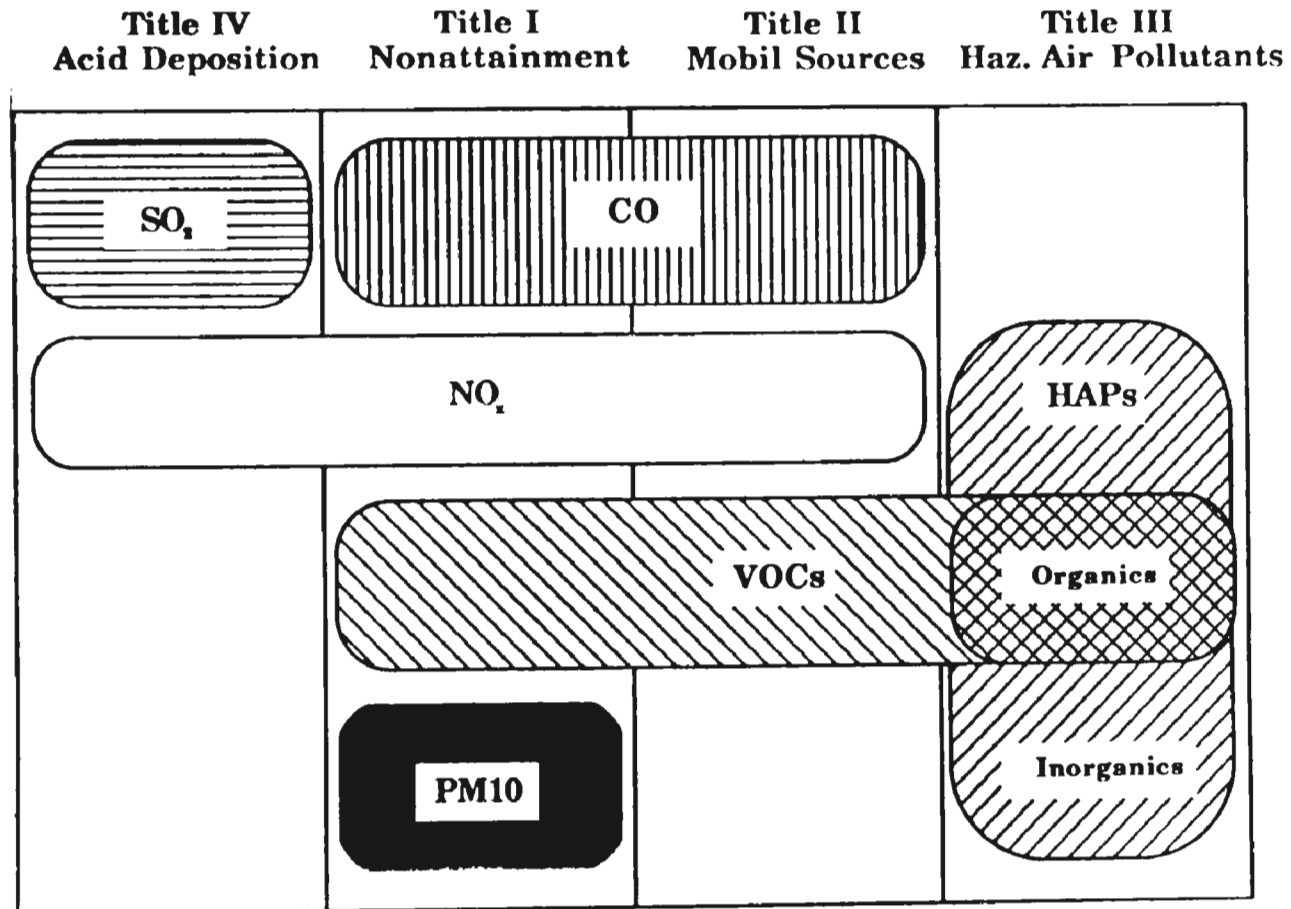 Title IV
Acid Deposition
Title I
Nonattainment
Title II
Mobil Sources
Title III
Haz. Air Pollutants
SO₂
CO
NOₓ
HAPs
VOCs
Organics
PM10
Inorganics